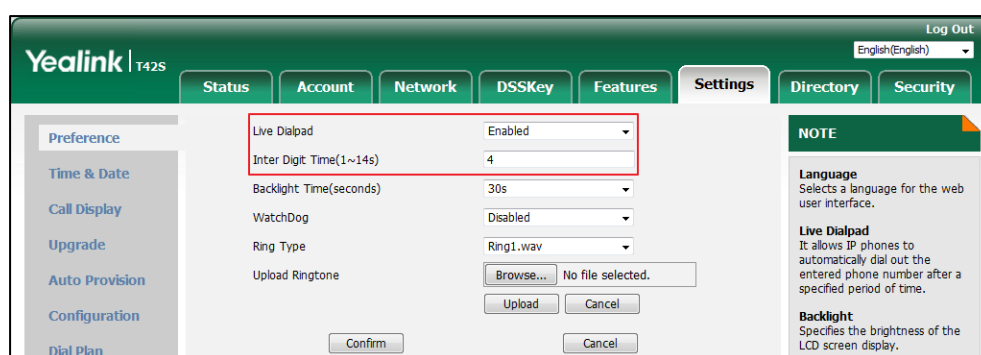 Log Out
Yealink T42S
English(English)
Status Account Network DSSKey Features Settings Directory Security
Preference
Time & Date
Call Display
Upgrade
Auto Provision
Configuration
Dial Plan
Live Dialpad Enabled
Inter Digit Time(1~14s) 4
Backlight Time(seconds) 30s
WatchDog Disabled
Ring Type Ring1.wav
Upload Ringtone Browse... No file selected.
Upload Cancel
Confirm Cancel
NOTE
Language
Selects a language for the web
user interface.
Live Dialpad
It allows IP phones to
automatically dial out the
entered phone number after a
specified period of time.
Backlight
Specifies the brightness of the
LCD screen display.